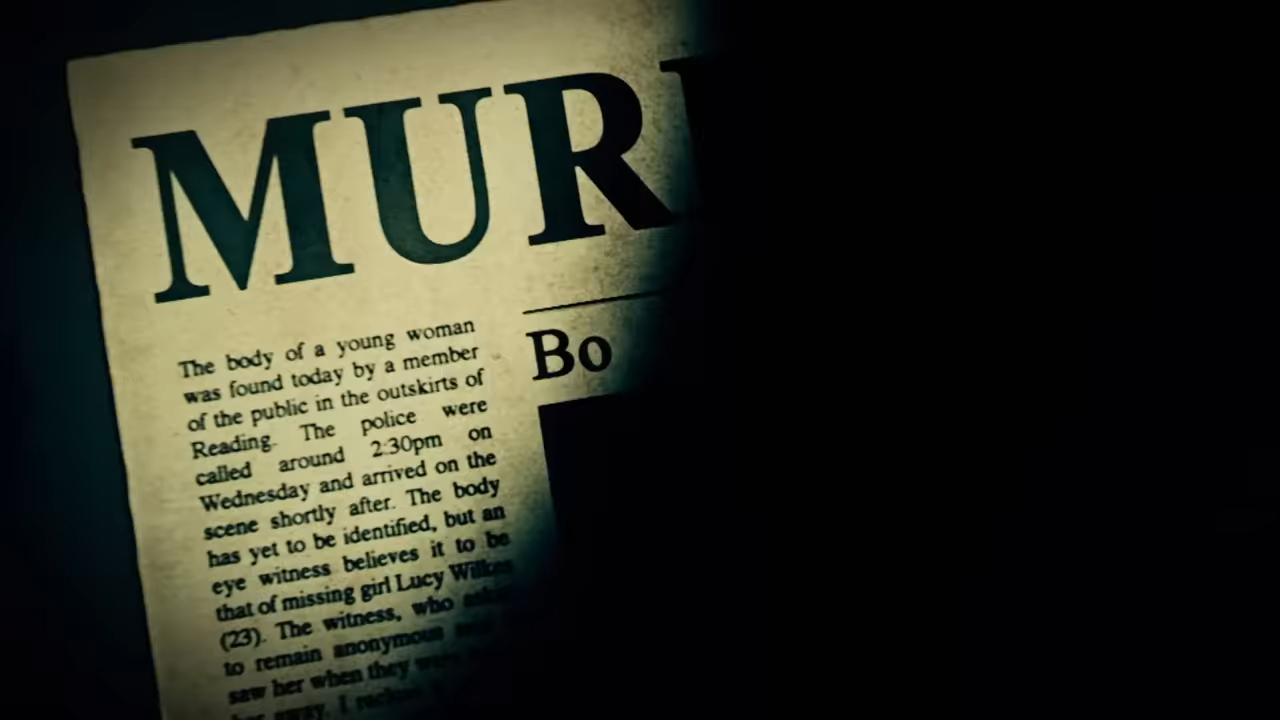 MUR
Bo
The body of a young woman
was found today by a member
of the public in the outskirts of
Reading. The police were
called around 2:30pm on
Wednesday and arrived on the
scene shortly after. The body
has yet to be identified, but an
eye witness believes it to be
that of missing girl Lucy Wilkes
(23). The witness, who
to remain anonymous
saw her when they were
away. I